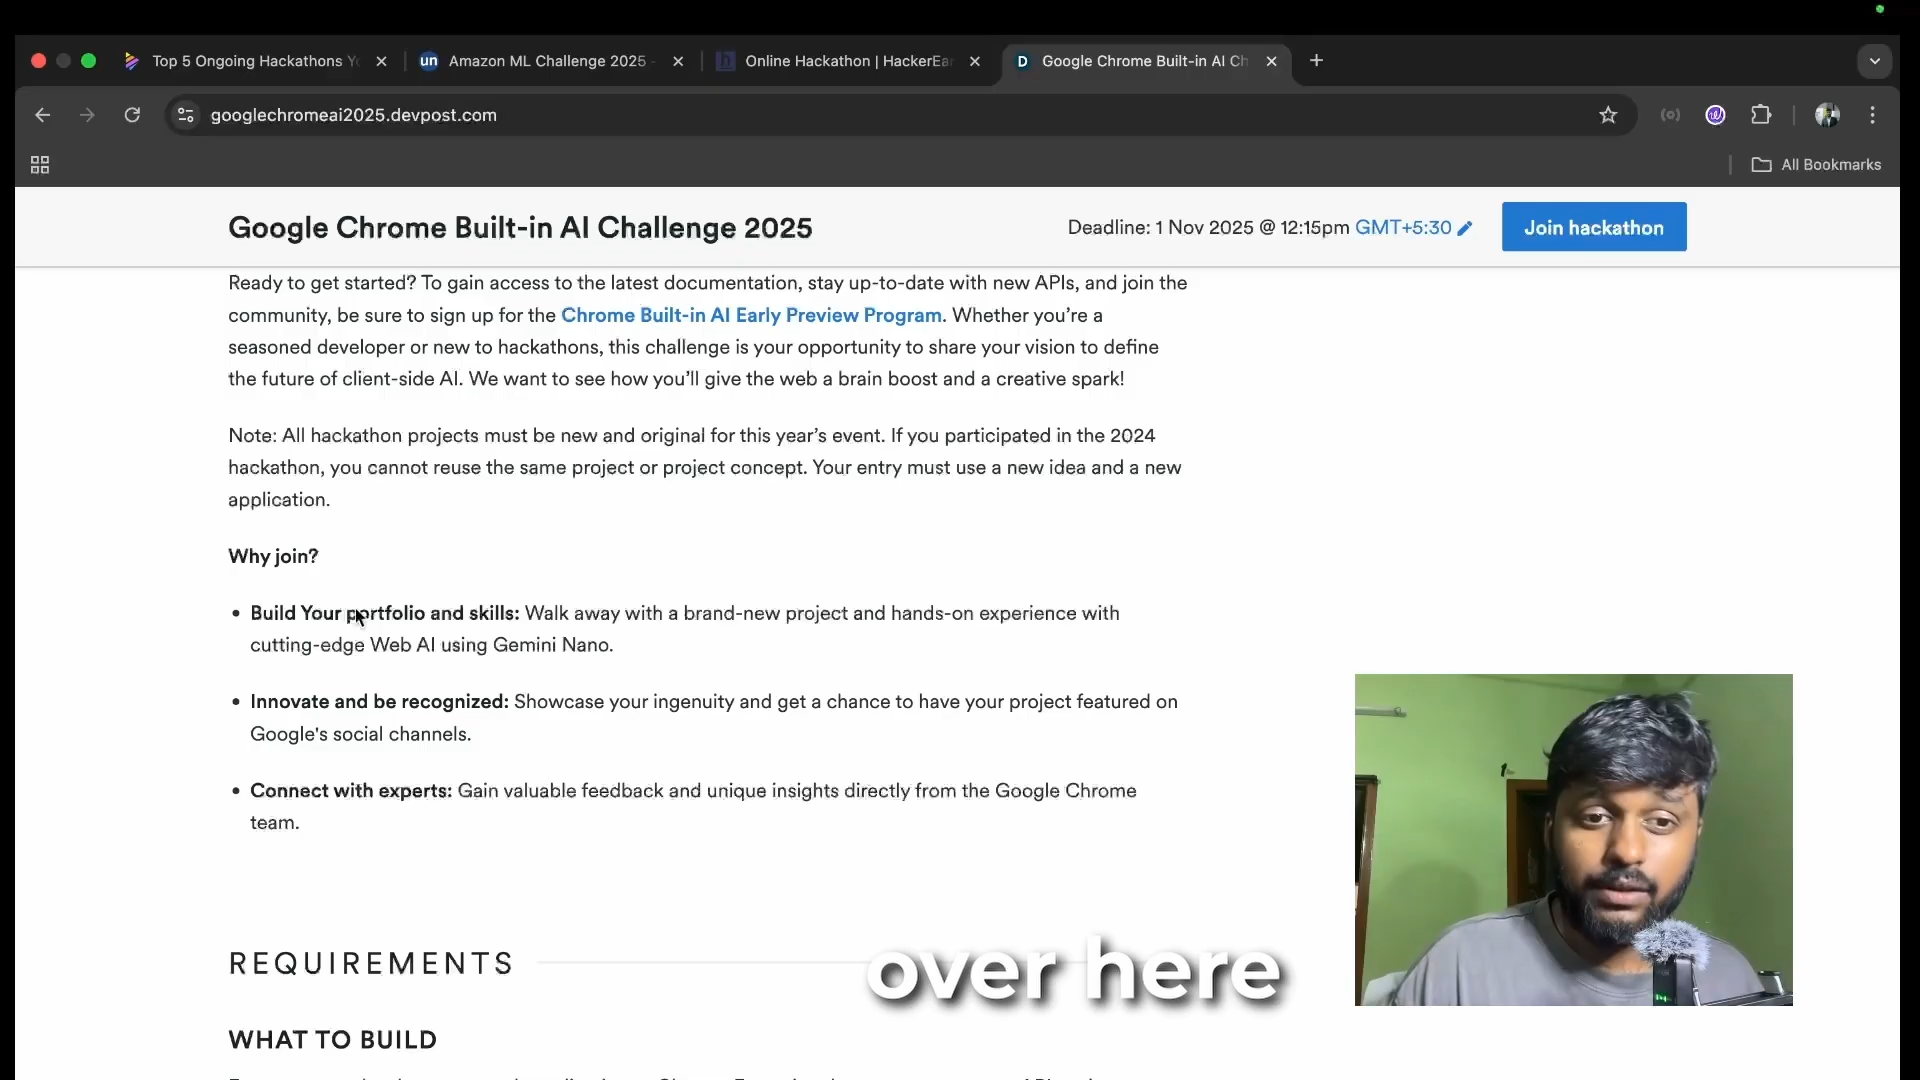 Top 5 Ongoing Hackathons Yo
un Amazon ML Challenge 2025 -
h Online Hackathon | HackerEar
D Google Chrome Built-in AI Ch
googlechromeai2025.devpost.com
All Bookmarks
Google Chrome Built-in AI Challenge 2025
Deadline: 1 Nov 2025 @ 12:15pm GMT+5:30
Join hackathon
Ready to get started? To gain access to the latest documentation, stay up-to-date with new APIs, and join the
community, be sure to sign up for the Chrome Built-in AI Early Preview Program. Whether you’re a
seasoned developer or new to hackathons, this challenge is your opportunity to share your vision to define
the future of client-side AI. We want to see how you’ll give the web a brain boost and a creative spark!
Note: All hackathon projects must be new and original for this year’s event. If you participated in the 2024
hackathon, you cannot reuse the same project or project concept. Your entry must use a new idea and a new
application.
Why join?
• Build Your portfolio and skills: Walk away with a brand-new project and hands-on experience with
cutting-edge Web AI using Gemini Nano.
• Innovate and be recognized: Showcase your ingenuity and get a chance to have your project featured on
Google's social channels.
• Connect with experts: Gain valuable feedback and unique insights directly from the Google Chrome
team.
REQUIREMENTS
over here
WHAT TO BUILD